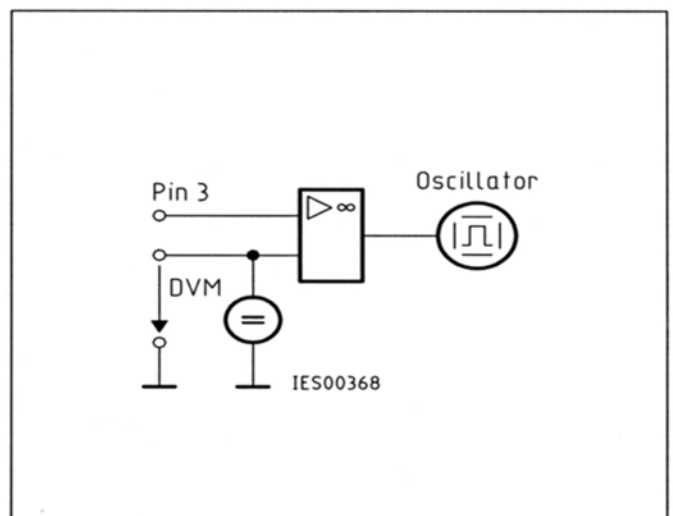 Pin 3
Oscillator
▷ ∞
DVM
=
IES00368